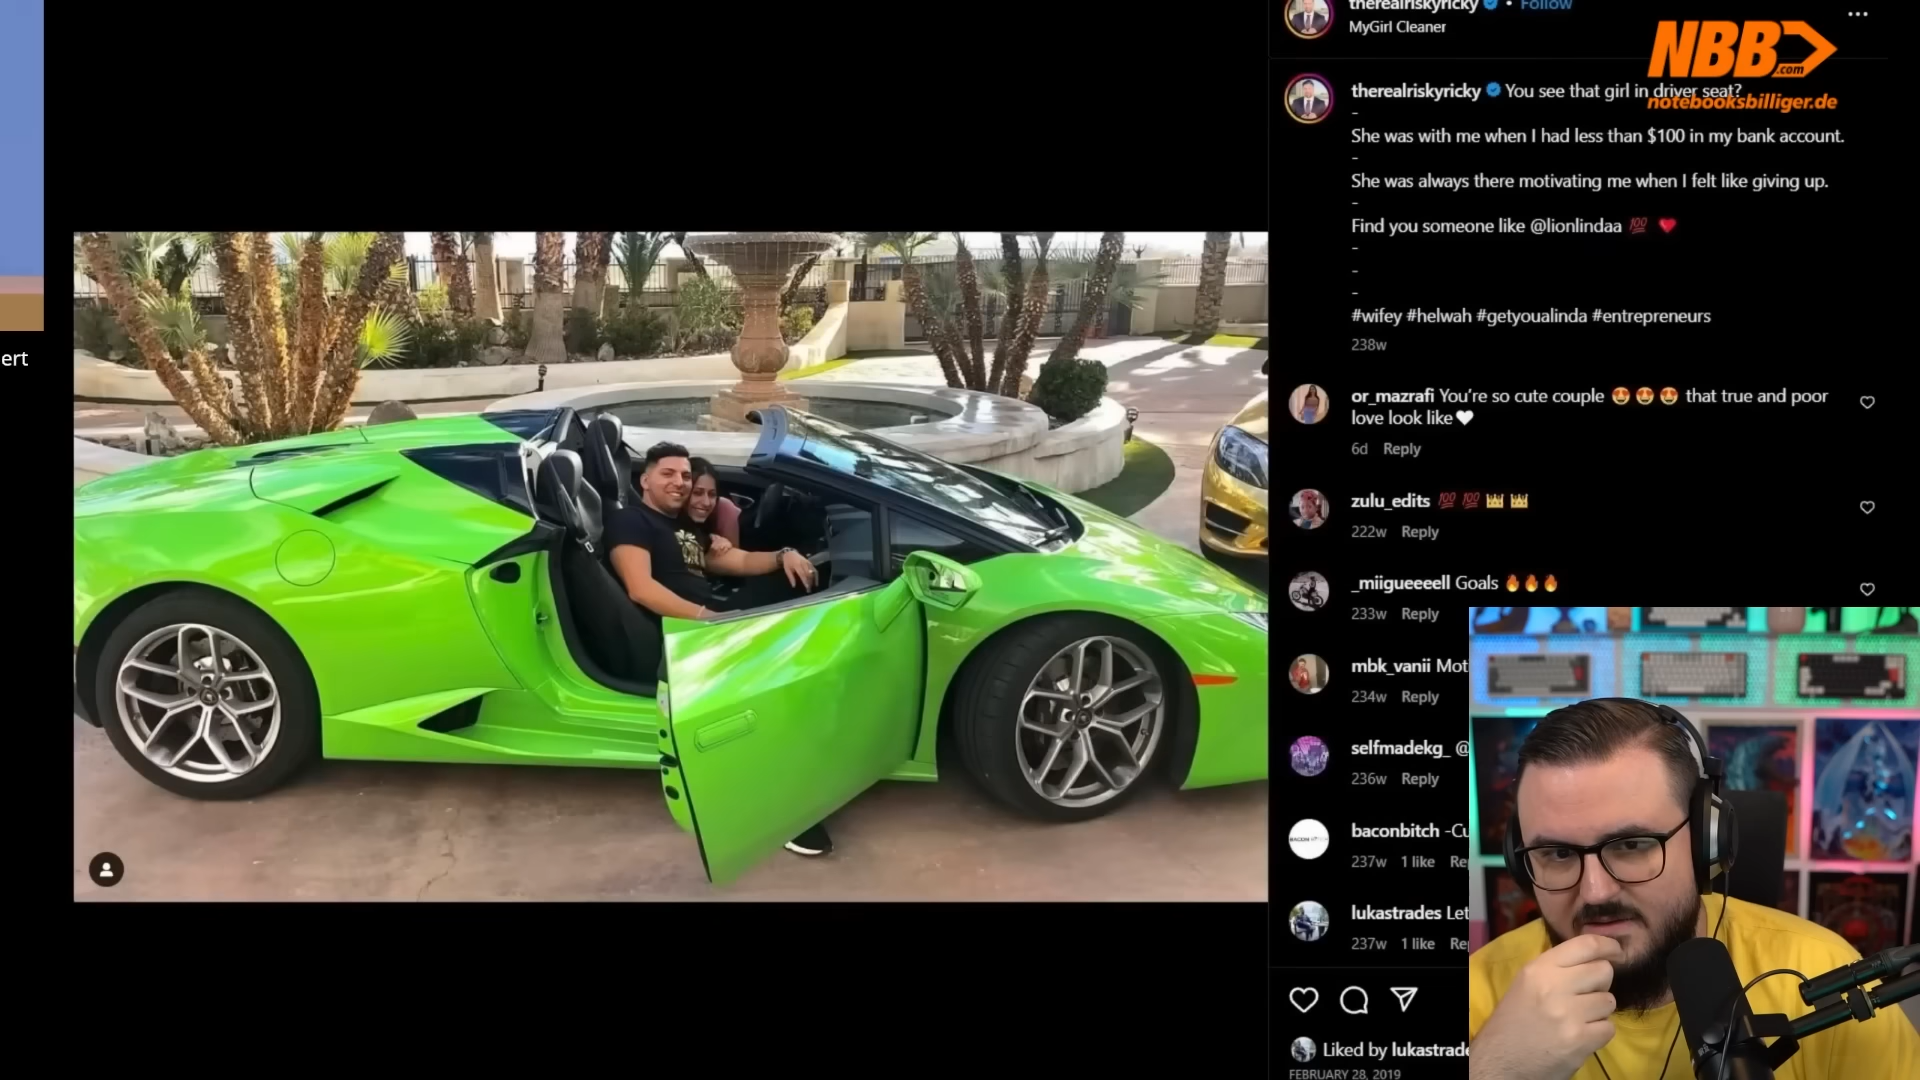 therealriskyricky • Follow
MyGirl Cleaner
NBB.com
notebooksbilliger.de
therealriskyricky You see that girl in driver seat?
-
She was with me when I had less than $100 in my bank account.
-
She was always there motivating me when I felt like giving up.
-
Find you someone like @lionlindaa 💯 ❤️
-
-
-
#wifey #helwah #getyoualinda #entrepreneurs
238w
ert
or_mazrafi You’re so cute couple 😍 😍 😍 that true and poor
love look like🤍
6d Reply
zulu_edits 💯 💯 👑 👑
222w Reply
_miigueeeell Goals 🔥🔥🔥
233w Reply
mbk_vanii Mot
234w Reply
selfmadekg_ @
236w Reply
baconbitch -Cu
237w 1 like Re
lukastrades Let
237w 1 like Re
Liked by lukastrade
FEBRUARY 28, 2019